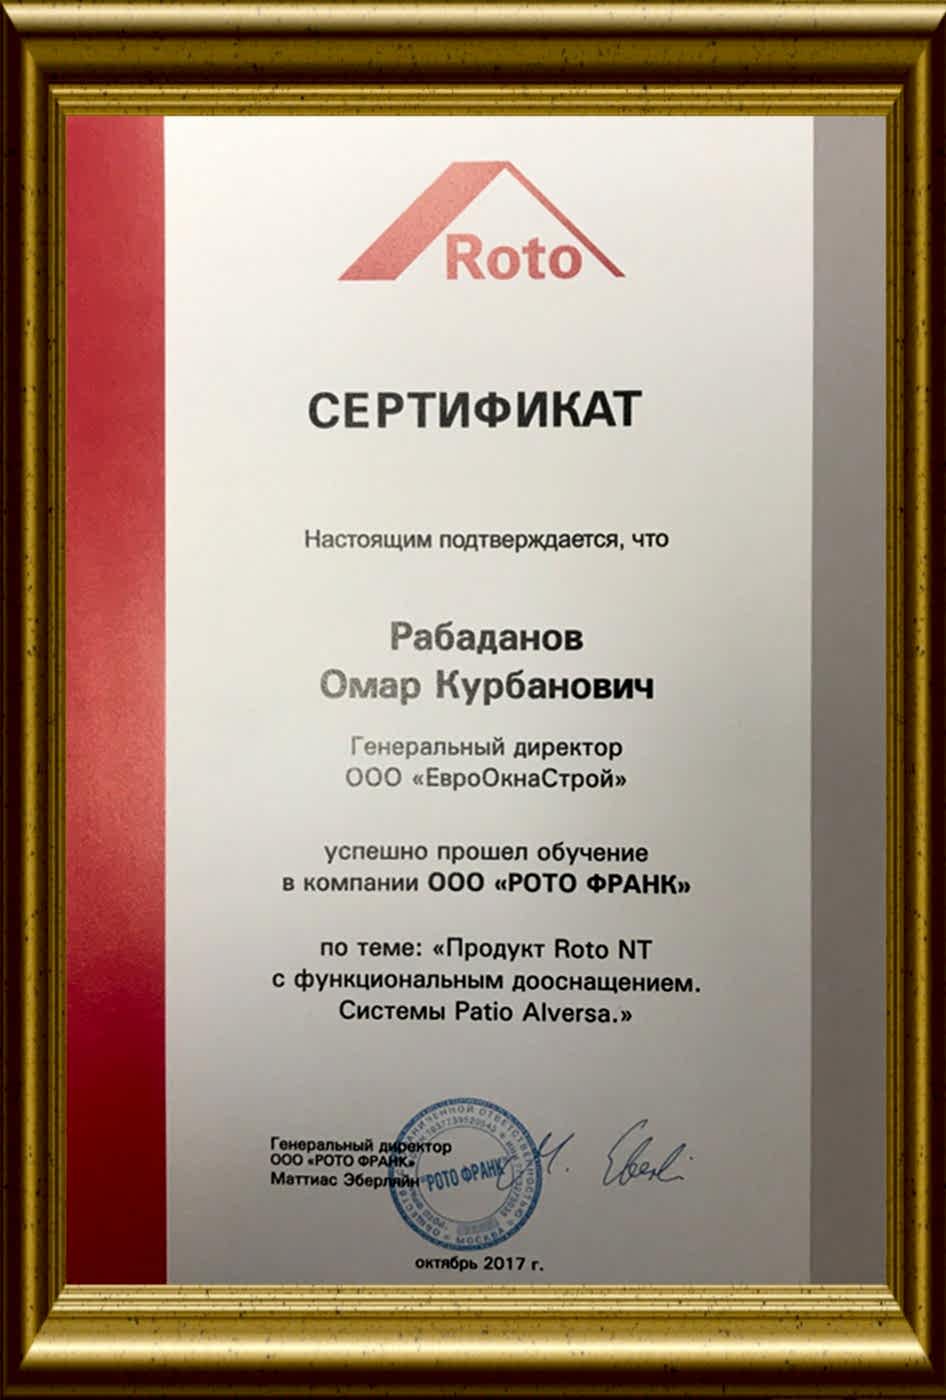 Roto
СЕРТИФИКАТ
Настоящим подтверждается, что
Рабаданов
Омар Курбанович
Генеральный директор
ООО «ЕвроОкнаСтрой»
успешно прошел обучение
в компании ООО «РОТО ФРАНК»
по теме: «Продукт Roto NT
с функциональным дооснащением.
Системы Patio Alversa.»
Генеральный директор
ООО «РОТО ФРАНК»
Маттиас Эберляйн
"РОТО ФРАНК"
МОСКВА
октябрь 2017 г.